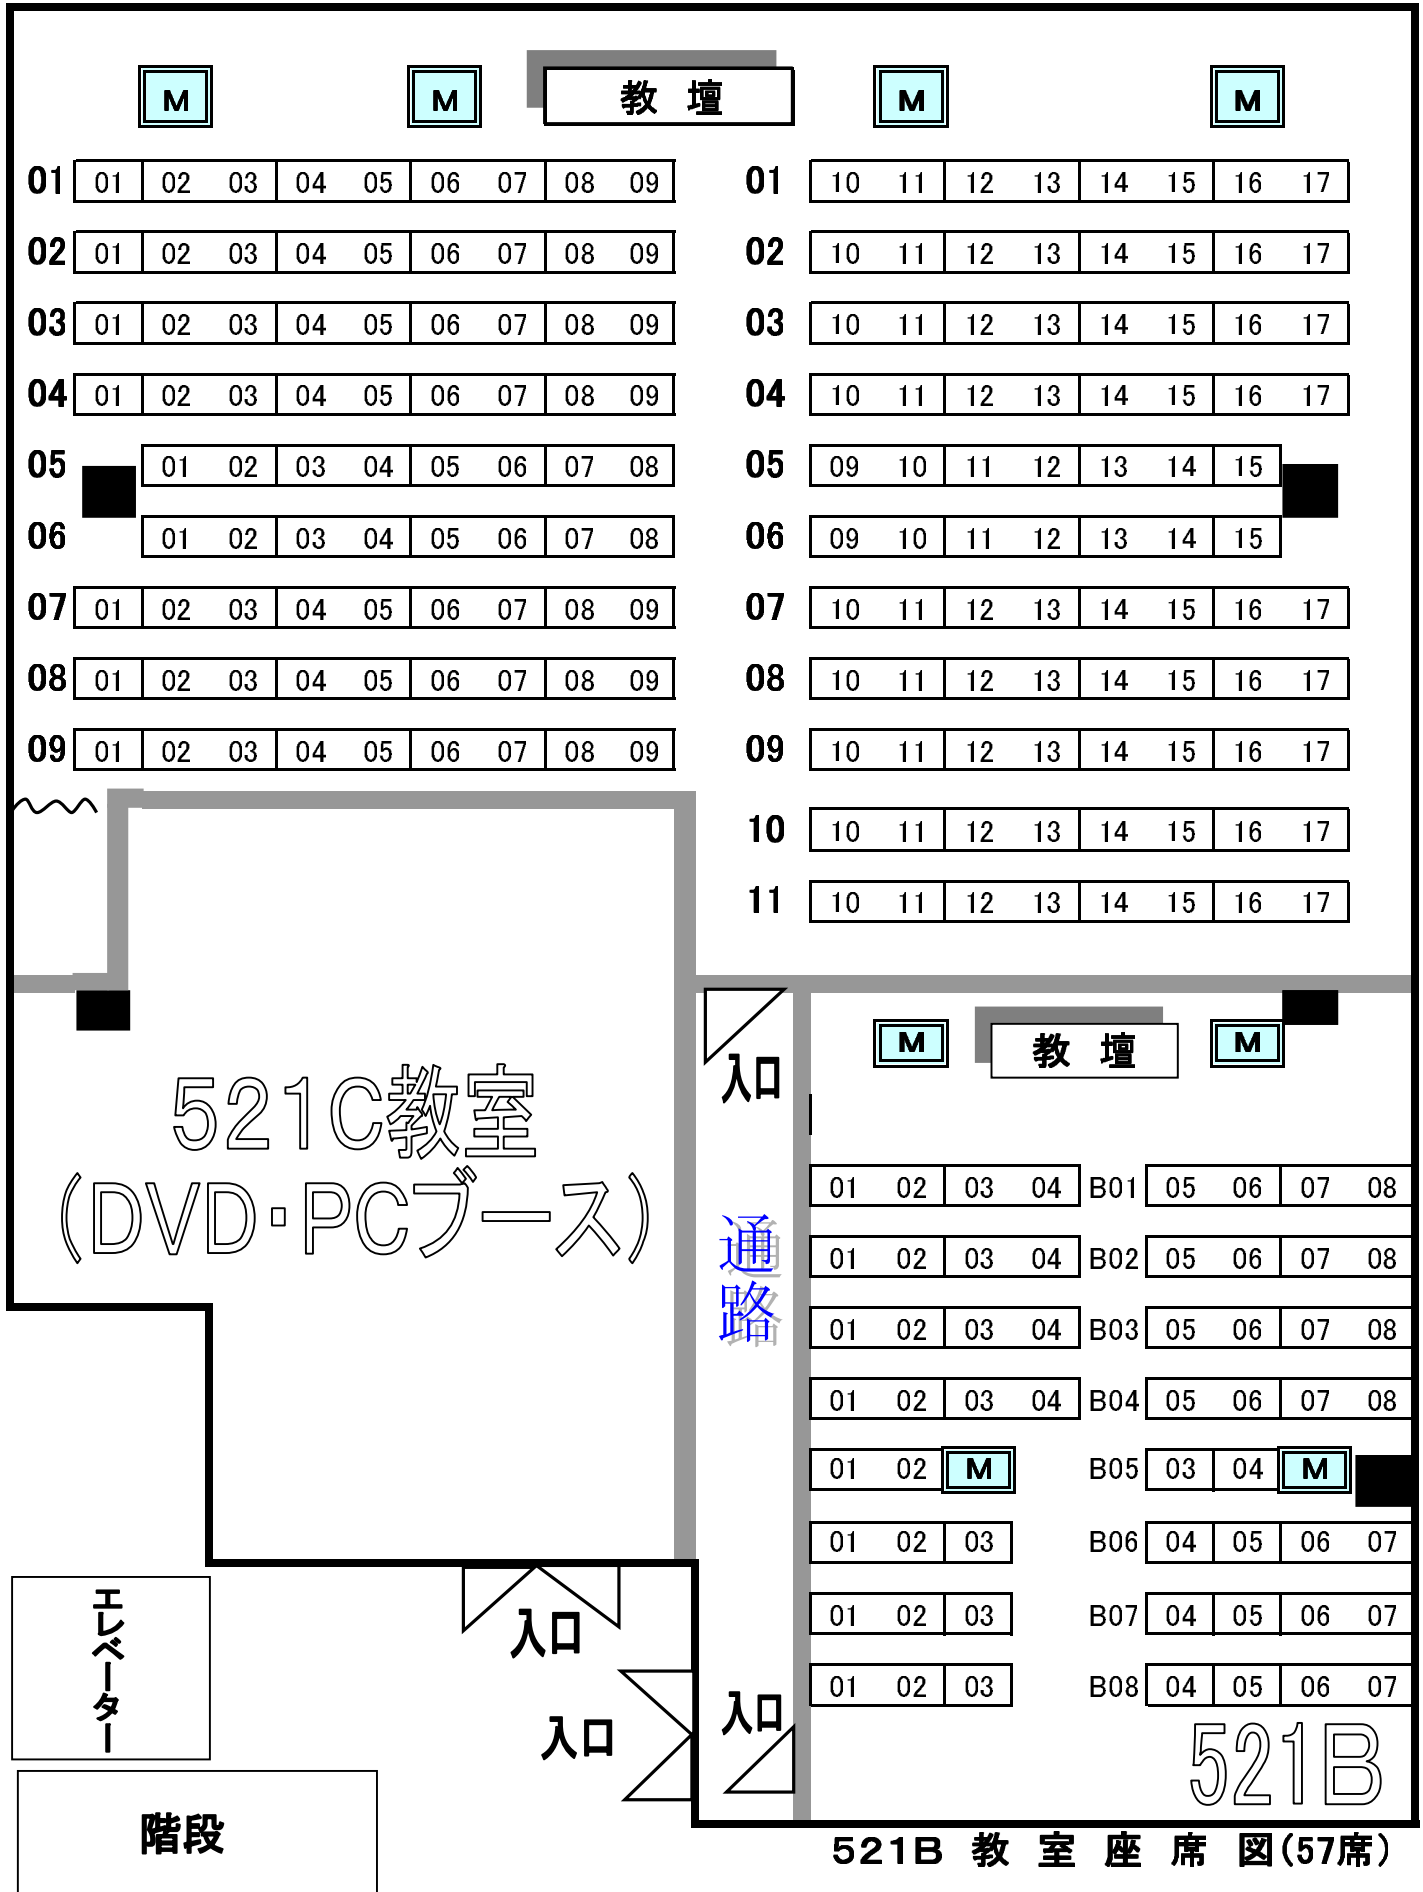 M M 教 壇 M M
01 01 02 03 04 05 06 07 08 09 01 10 11 12 13 14 15 16 17
02 01 02 03 04 05 06 07 08 09 02 10 11 12 13 14 15 16 17
03 01 02 03 04 05 06 07 08 09 03 10 11 12 13 14 15 16 17
04 01 02 03 04 05 06 07 08 09 04 10 11 12 13 14 15 16 17
05 01 02 03 04 05 06 07 08 05 09 10 11 12 13 14 15
06 01 02 03 04 05 06 07 08 06 09 10 11 12 13 14 15
07 01 02 03 04 05 06 07 08 09 07 10 11 12 13 14 15 16 17
08 01 02 03 04 05 06 07 08 09 08 10 11 12 13 14 15 16 17
09 01 02 03 04 05 06 07 08 09 09 10 11 12 13 14 15 16 17
10 10 11 12 13 14 15 16 17
11 10 11 12 13 14 15 16 17
M 教 壇 M
入口
521C教室
(DVD・PCブース)
通路
01 02 03 04 B01 05 06 07 08
01 02 03 04 B02 05 06 07 08
01 02 03 04 B03 05 06 07 08
01 02 03 04 B04 05 06 07 08
01 02 M B05 03 04 M
01 02 03 B06 04 05 06 07
01 02 03 B07 04 05 06 07
01 02 03 B08 04 05 06 07
エレベーター
入口
入口
入口
521B
階段
521B 教 室 座 席 図(57席)